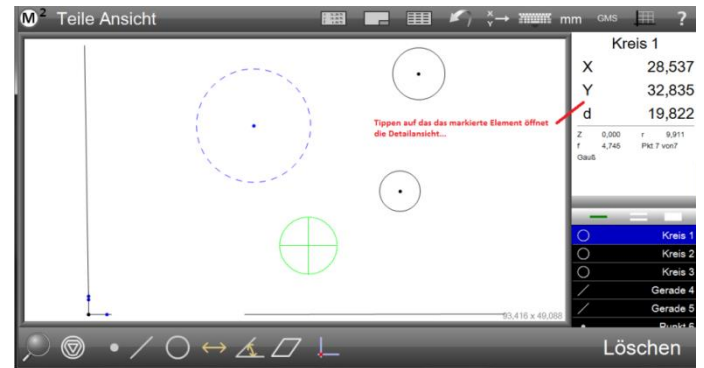 M² Teile Ansicht
X Y mm GMS ?
Kreis 1
X 28,537
Y 32,835
d 19,822
Z 0,000 r 9,911
f 4,745 Pkt 7 von7
Gauß
Tippen auf das das markierte Element öffnet
die Detailansicht...
Kreis 1
Kreis 2
Kreis 3
Gerade 4
Gerade 5
Punkt 6
93,416 x 49,088
Löschen